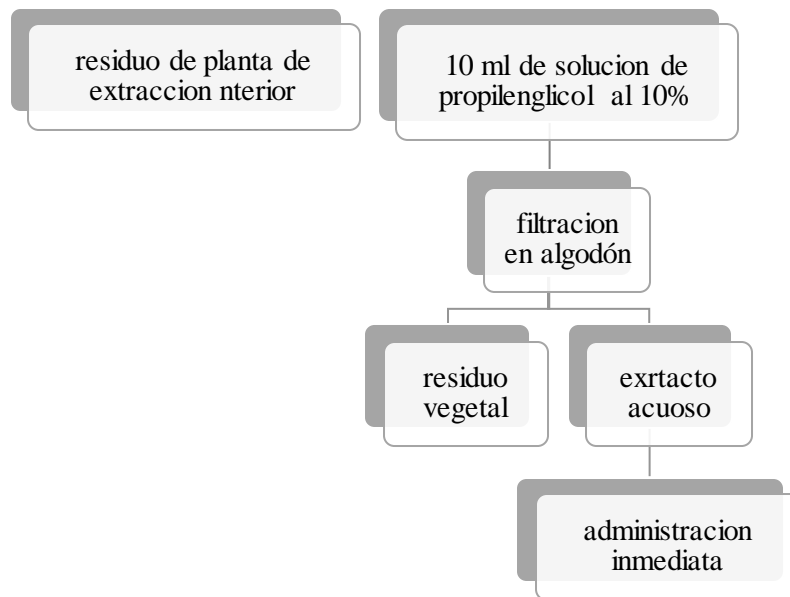 residuo de planta de
extraccion nterior
10 ml de solucion de
propilenglicol al 10%
filtracion
en algodón
residuo
vegetal
exrtacto
acuoso
administracion
inmediata